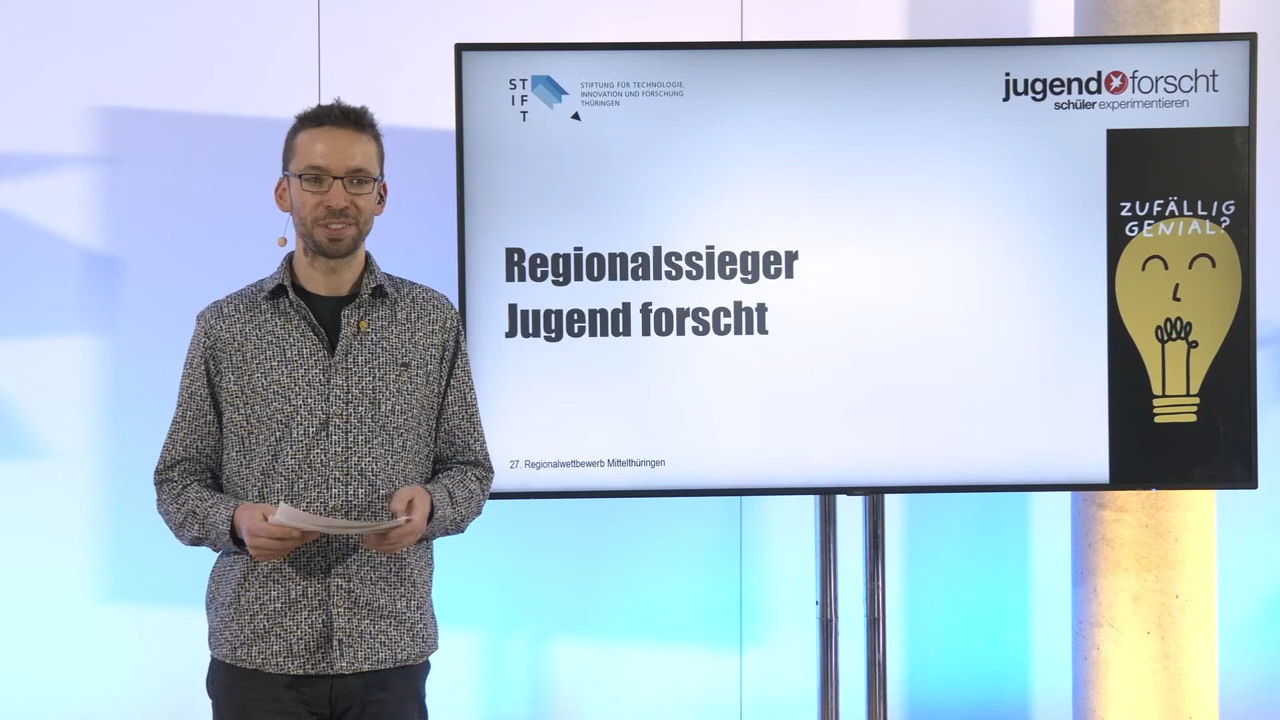 ST
IF
T
STIFTUNG FÜR TECHNOLOGIE
INNOVATION UND FORSCHUNG
THÜRINGEN
jugend forscht
schüler experimentieren
ZUFÄLLIG
GENIAL?
Regionalssieger
Jugend forscht
27. Regionalwettbewerb Mittelthüringen